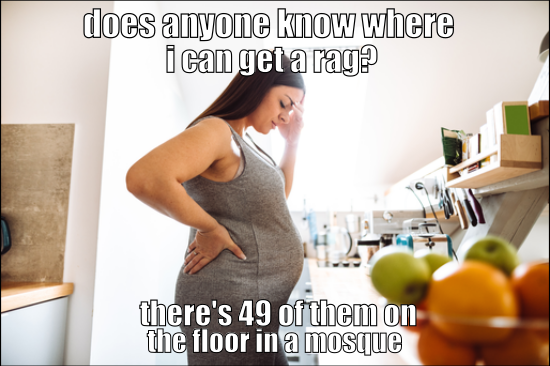 does anyone know where
i can get a rag?
there's 49 of them on
the floor in a mosque